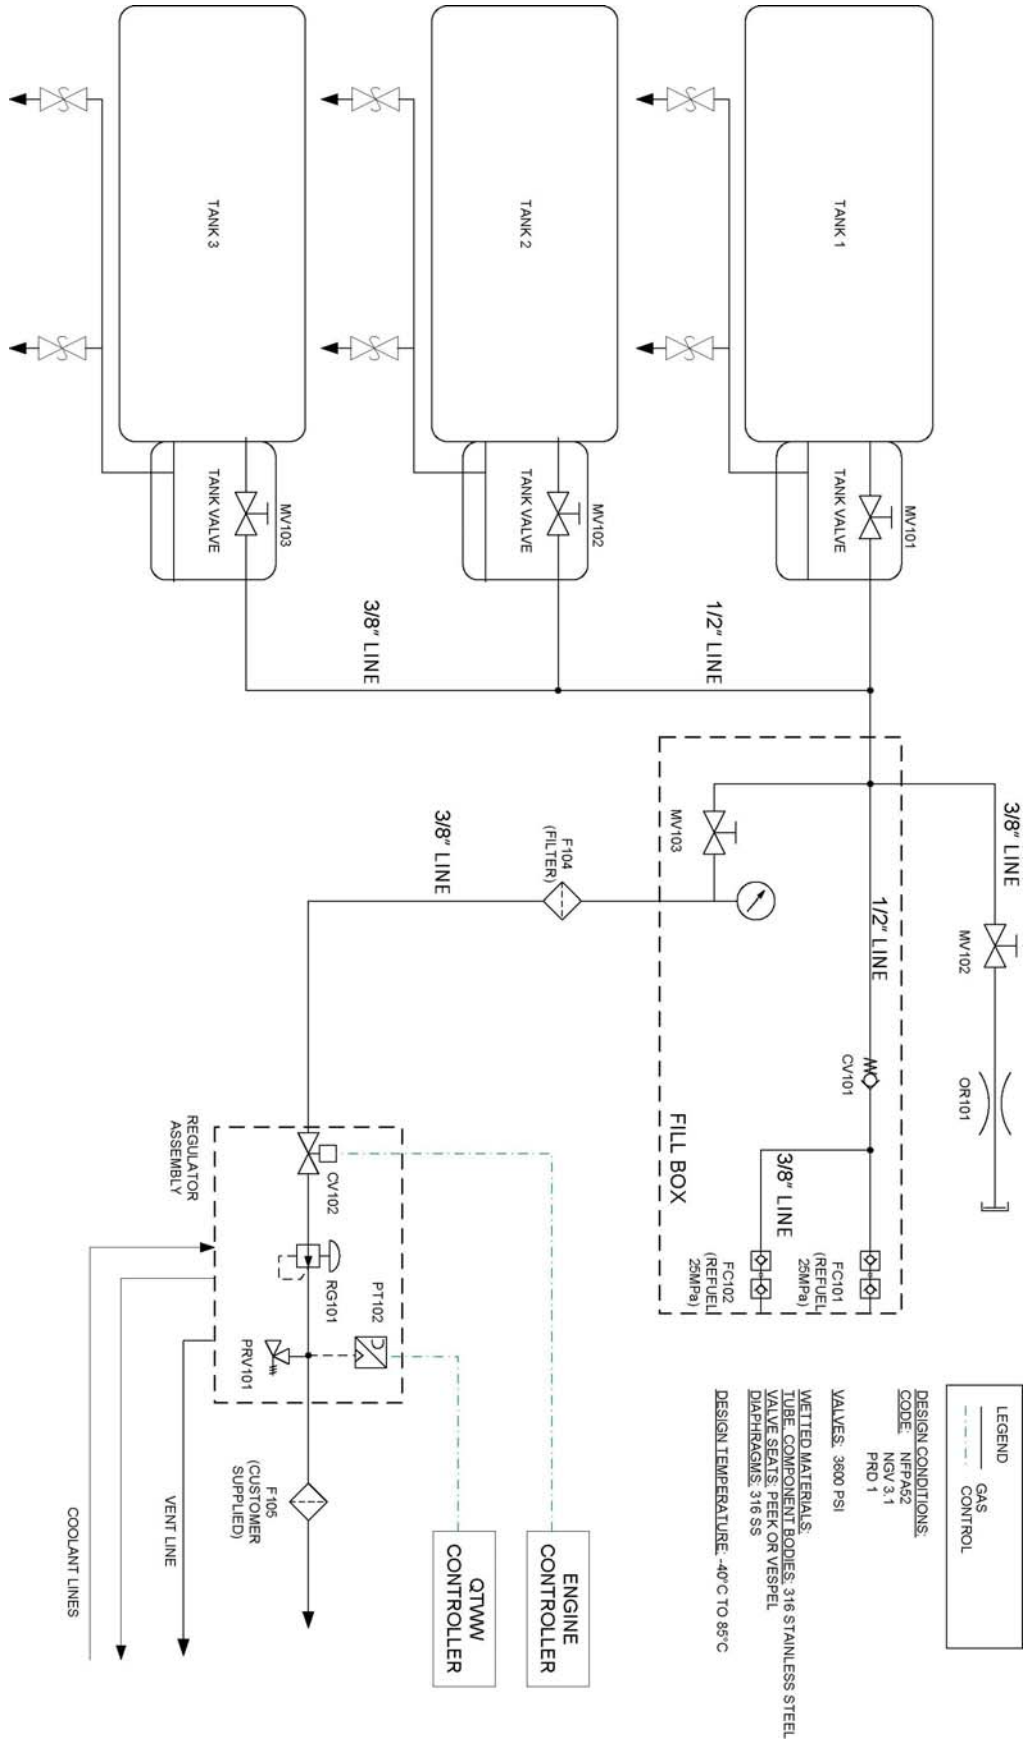 TANK 1
TANK VALVE
MV101
TANK 2
TANK VALVE
MV102
TANK 3
TANK VALVE
MV103
1/2" LINE
3/8" LINE
3/8" LINE
MV102
OR101
1/2" LINE
CV101
MV103
3/8" LINE
FC101
(REFUEL
25MPa)
FC102
(REFUEL
25MPa)
FILL BOX
F104
(FILTER)
3/8" LINE
REGULATOR
ASSEMBLY
CV102
RG101
PT102
PRV101
F105
(CUSTOMER
SUPPLIED)
VENT LINE
COOLANT LINES
ENGINE
CONTROLLER
QTWW
CONTROLLER
LEGEND
GAS
CONTROL
DESIGN CONDITIONS:
CODE: NFPA52
NGV 3.1
PRD 1
VALVES: 3600 PSI
WETTED MATERIALS:
TUBE, COMPONENT BODIES: 316 STAINLESS STEEL
VALVE SEATS: PEEK OR VESPEL
DIAPHRAGMS: 316 SS
DESIGN TEMPERATURE: -40°C TO 85°C